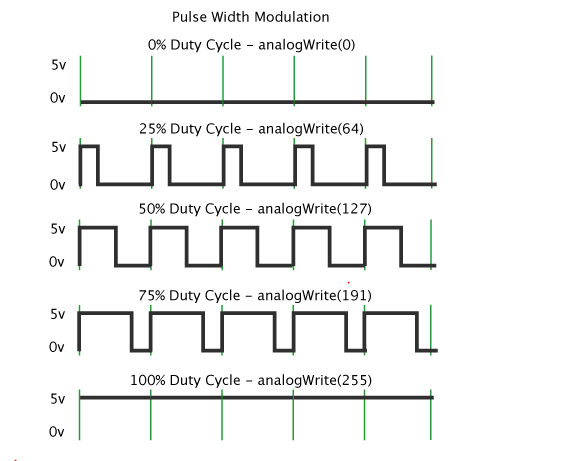 Pulse Width Modulation
0% Duty Cycle – analogWrite(0)
5v
0v
25% Duty Cycle – analogWrite(64)
5v
0v
50% Duty Cycle – analogWrite(127)
5v
0v
75% Duty Cycle – analogWrite(191)
5v
0v
100% Duty Cycle – analogWrite(255)
5v
0v